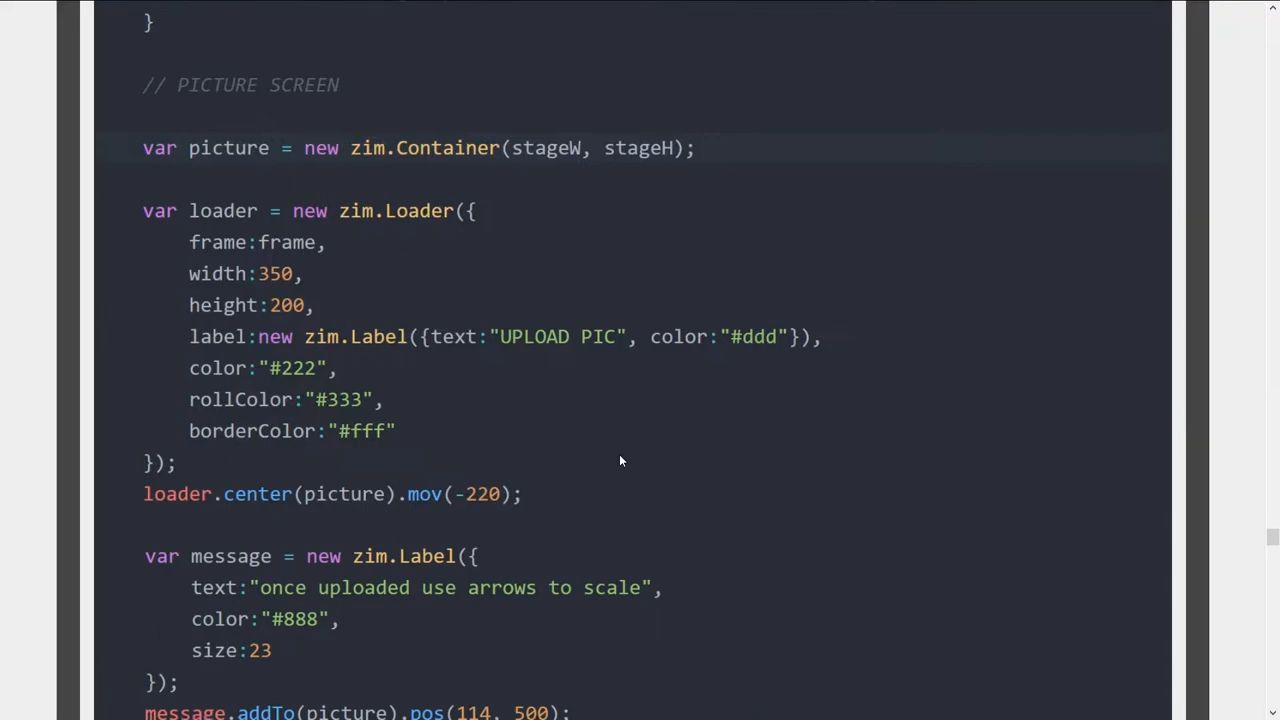 }
// PICTURE SCREEN
var picture = new zim.Container(stageW, stageH);
var loader = new zim.Loader({
frame:frame,
width:350,
height:200,
label:new zim.Label({text:"UPLOAD PIC", color:"#ddd"}),
color:"#222",
rollColor:"#333",
borderColor:"#fff"
});
loader.center(picture).mov(-220);
var message = new zim.Label({
text:"once uploaded use arrows to scale",
color:"#888",
size:23
});
message.addTo(picture).pos(114, 500);